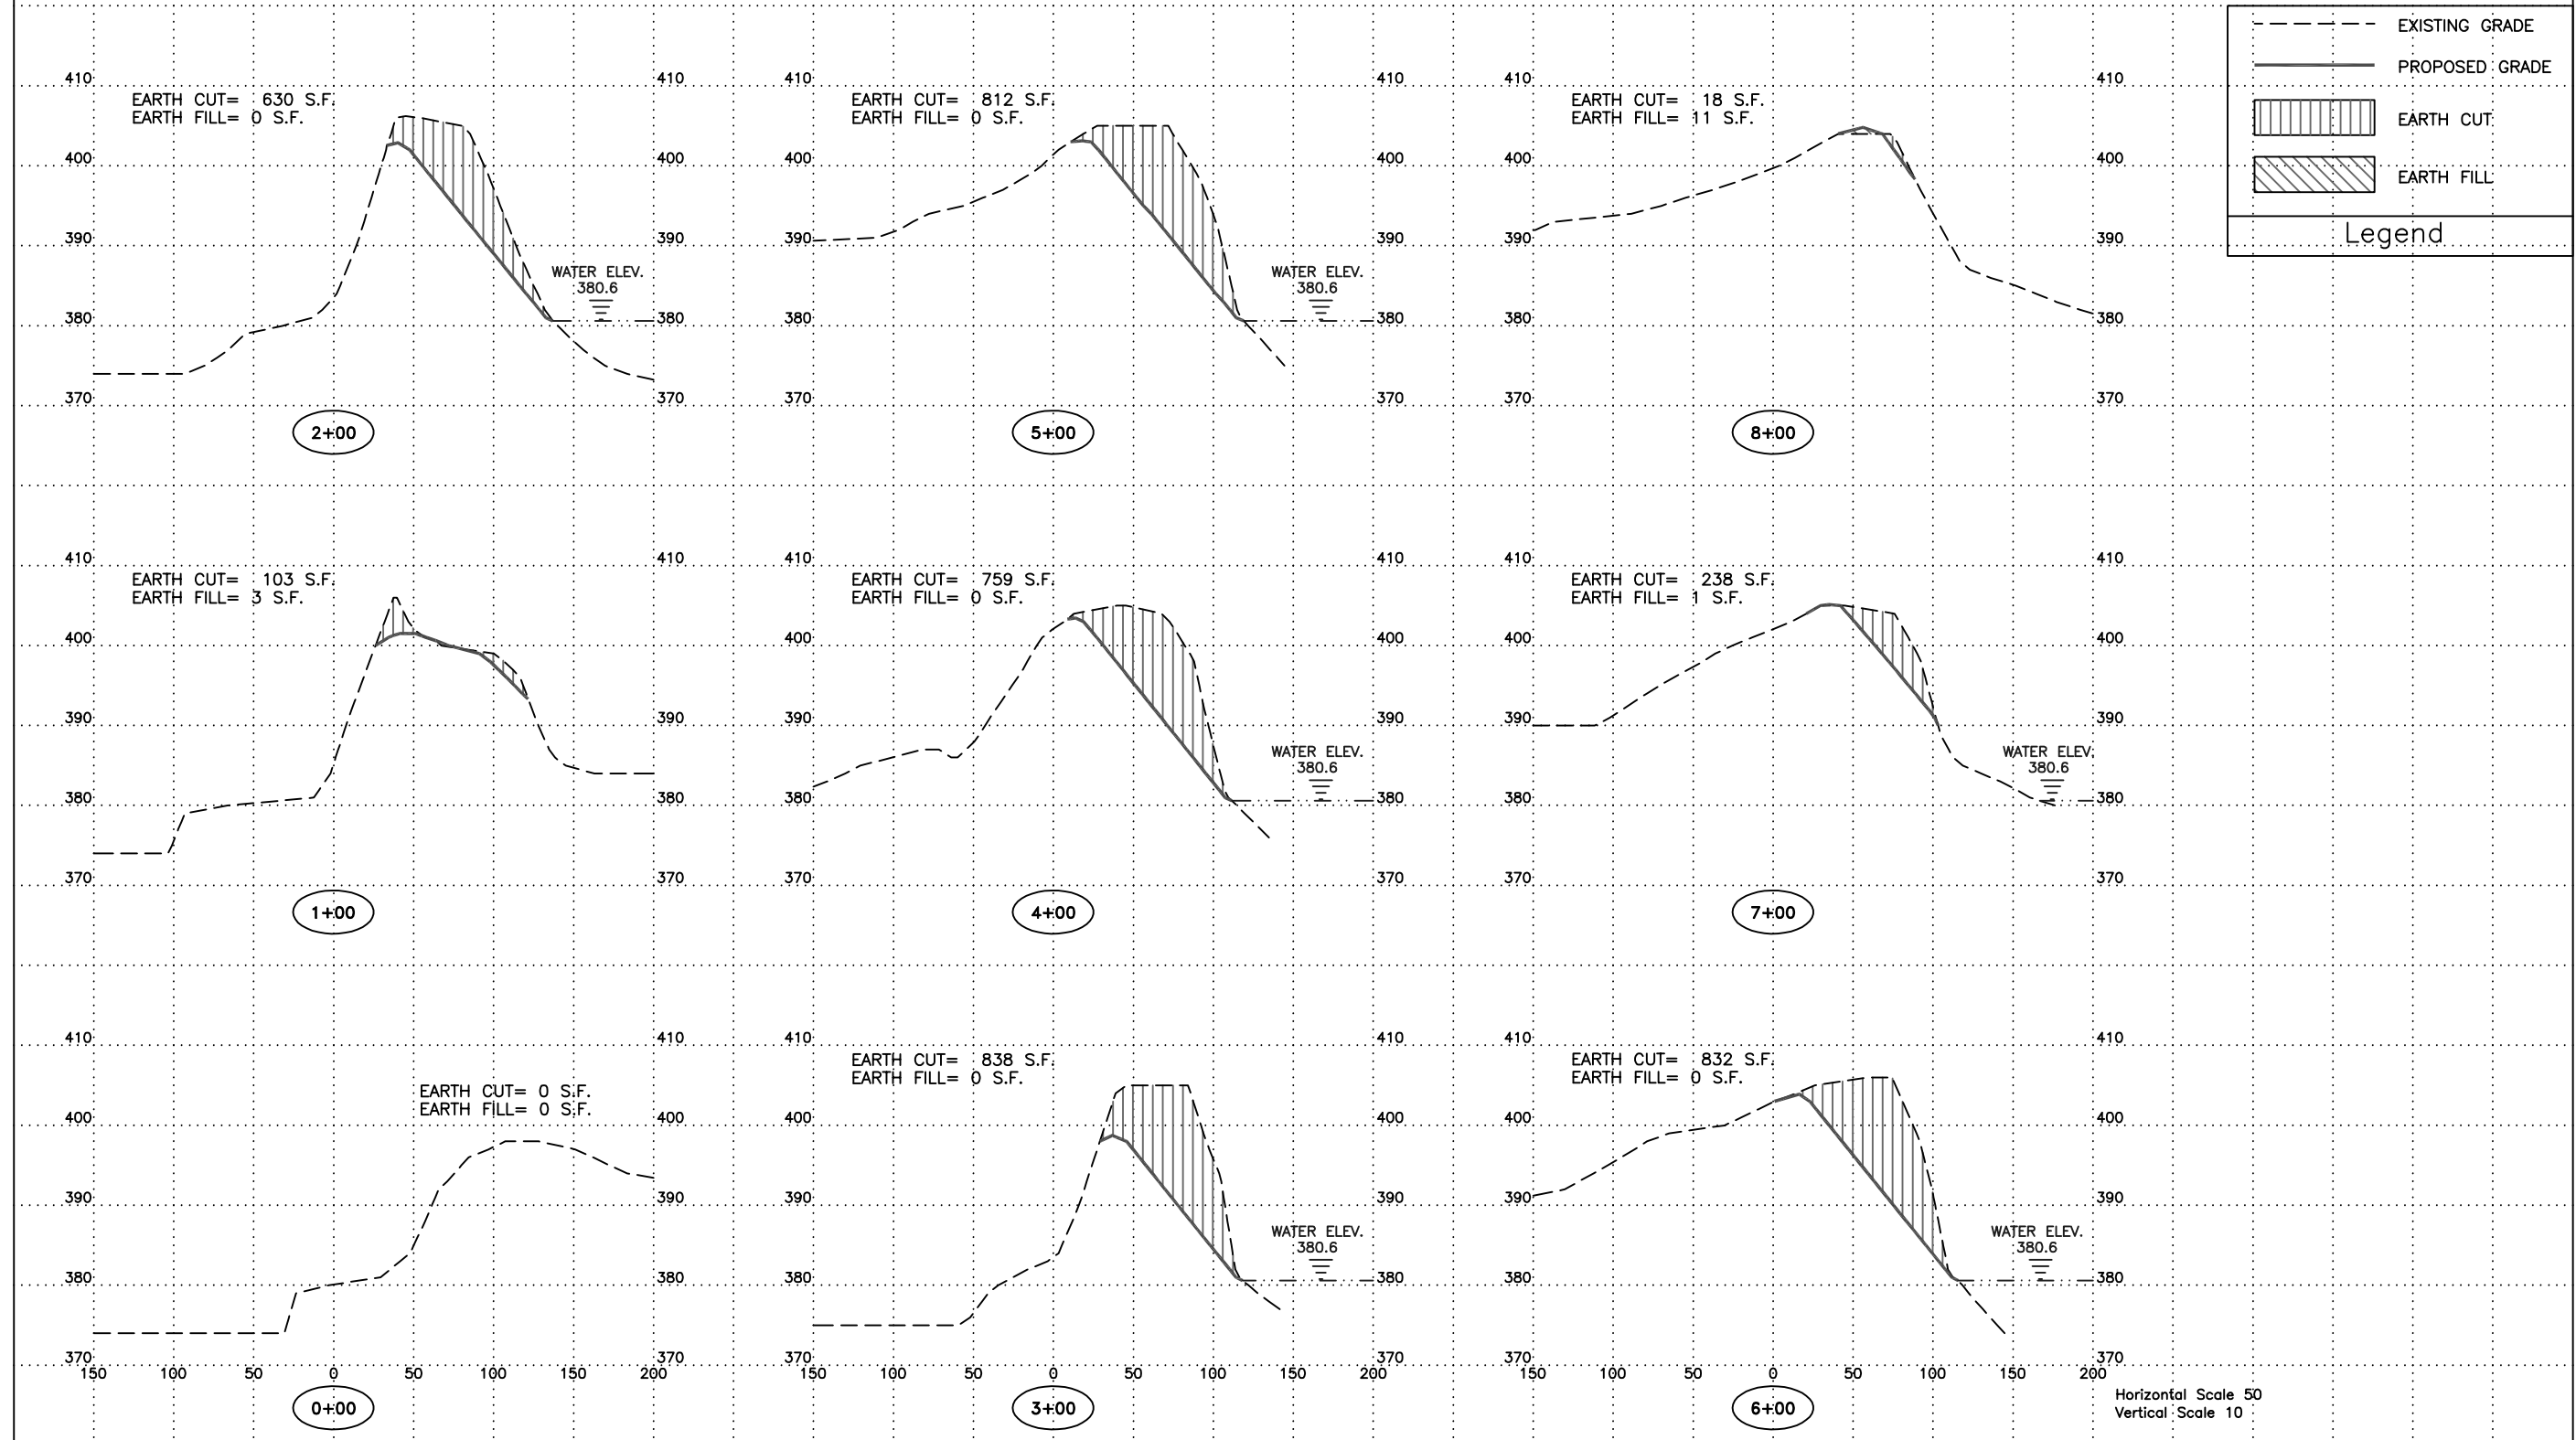 EXISTING GRADE
PROPOSED GRADE
EARTH CUT
EARTH FILL
Legend
410 410
EARTH CUT= 630 S.F.
EARTH FILL= 0 S.F.
400 400
390 390
WATER ELEV.
380.6
380
370 370
2+00
410 410
EARTH CUT= 812 S.F.
EARTH FILL= 0 S.F.
400 400
390 390
WATER ELEV.
380.6
380 380
370 370
5+00
410 410
EARTH CUT= 18 S.F.
EARTH FILL= 11 S.F.
400 400
390 390
380 380
370 370
8+00
410 410
EARTH CUT= 103 S.F.
EARTH FILL= 3 S.F.
400 400
390 390
380 380
370 370
1+00
410 410
EARTH CUT= 759 S.F.
EARTH FILL= 0 S.F.
400 400
390 390
WATER ELEV.
380.6
380 380
370 370
4+00
410 410
EARTH CUT= 238 S.F.
EARTH FILL= 1 S.F.
400 400
390 390
WATER ELEV.
380.6
380 380
370 370
7+00
410 410
EARTH CUT= 0 S.F.
EARTH FILL= 0 S.F.
400 400
390 390
380 380
370 370
150 100 50 0 50 100 150 200
0+00
410 410
EARTH CUT= 838 S.F.
EARTH FILL= 0 S.F.
400 400
390 390
WATER ELEV.
380.6
380 380
370 370
150 100 50 0 50 100 150 200
3+00
410 410
EARTH CUT= 832 S.F.
EARTH FILL= 0 S.F.
400 400
390 390
WATER ELEV.
380.6
380 380
370 370
150 100 50 0 50 100 150 200
6+00
Horizontal Scale 50
Vertical Scale 10